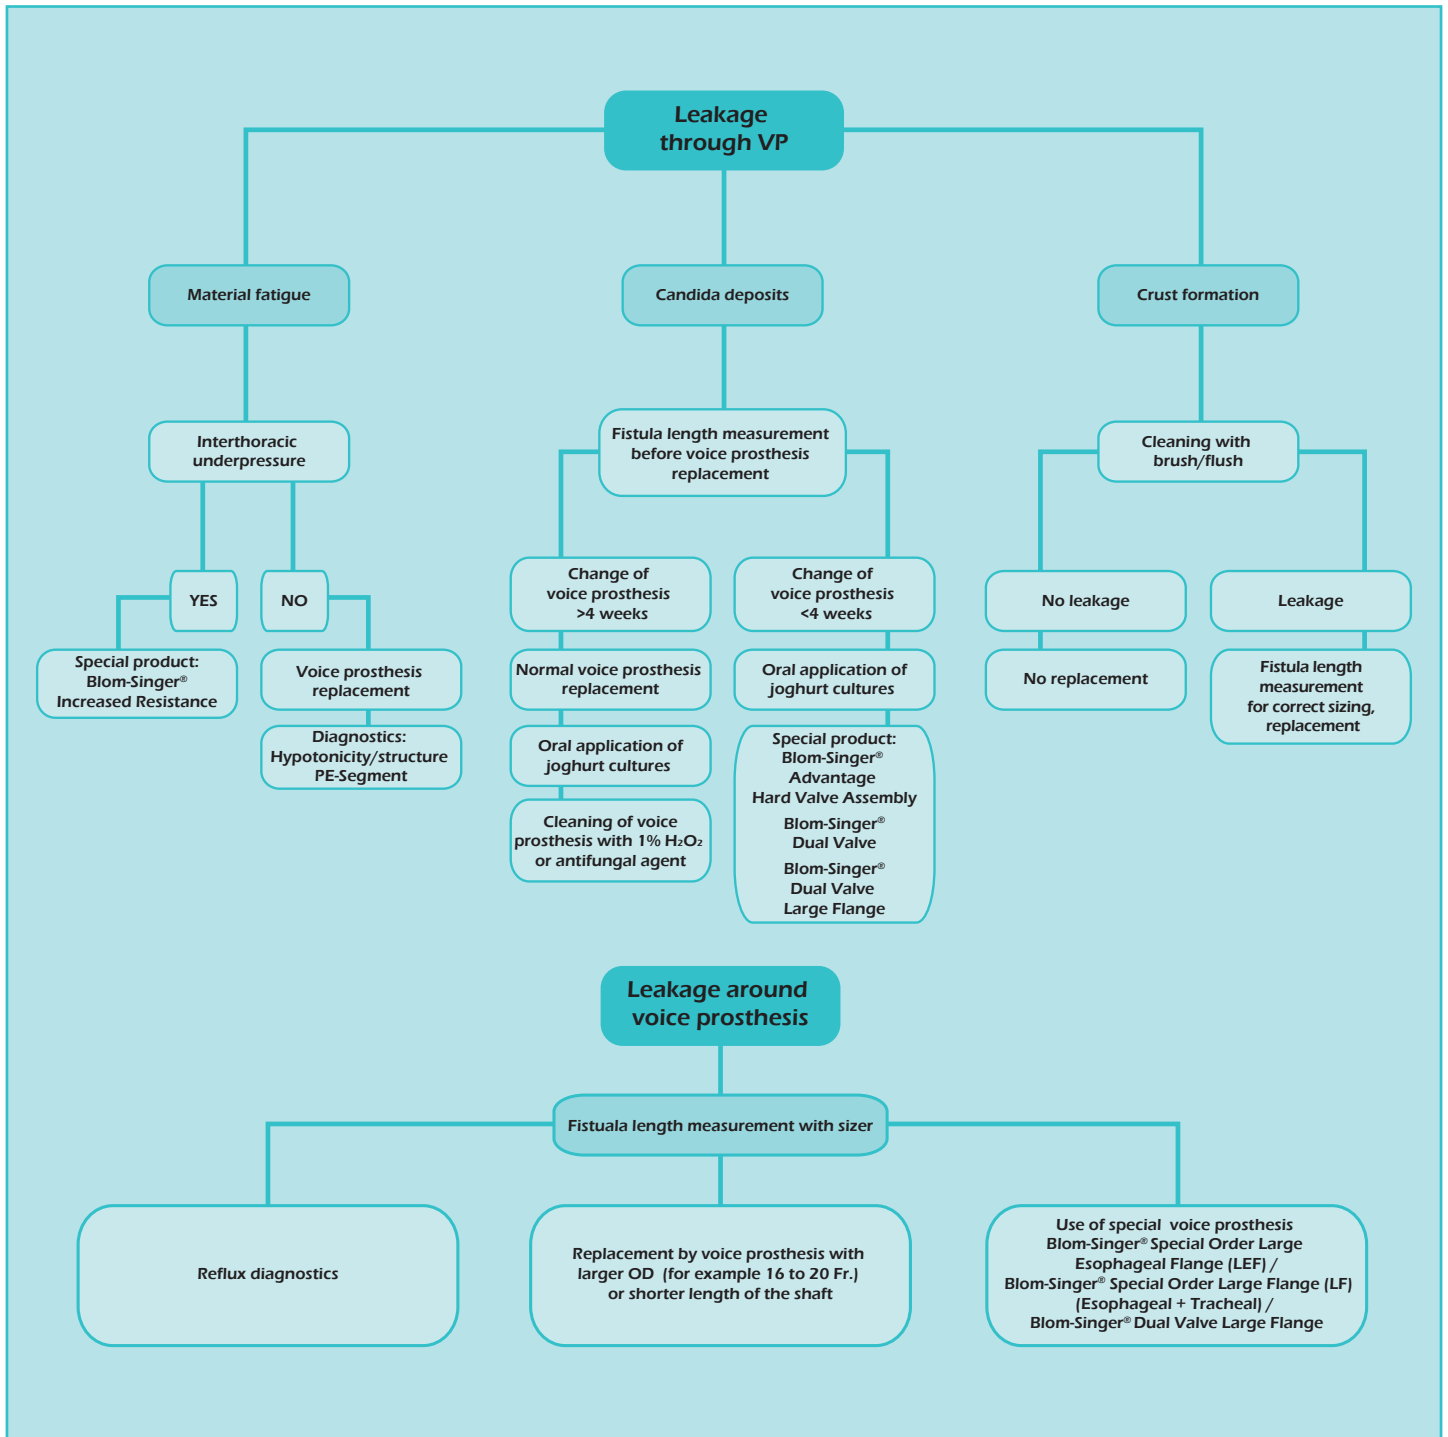 Leakage
through VP
Material fatigue
Candida deposits
Crust formation
Interthoracic
underpressure
Fistula length measurement
before voice prosthesis
replacement
Cleaning with
brush/flush
YES
NO
Change of
voice prosthesis
>4 weeks
Change of
voice prosthesis
<4 weeks
No leakage
Leakage
Special product:
Blom-Singer®
Increased Resistance
Voice prosthesis
replacement
Normal voice prosthesis
replacement
Oral application of
joghurt cultures
No replacement
Fistula length
measurement
for correct sizing,
replacement
Diagnostics:
Hypotonicity/structure
PE-Segment
Oral application of
joghurt cultures
Special product:
Blom-Singer®
Advantage
Hard Valve Assembly
Blom-Singer®
Dual Valve
Blom-Singer®
Dual Valve
Large Flange
Cleaning of voice
prosthesis with 1% H₂O₂
or antifungal agent
Leakage around
voice prosthesis
Fistuala length measurement with sizer
Reflux diagnostics
Replacement by voice prosthesis with
larger OD (for example 16 to 20 Fr.)
or shorter length of the shaft
Use of special voice prosthesis
Blom-Singer® Special Order Large
Esophageal Flange (LEF) /
Blom-Singer® Special Order Large Flange (LF)
(Esophageal + Tracheal) /
Blom-Singer® Dual Valve Large Flange